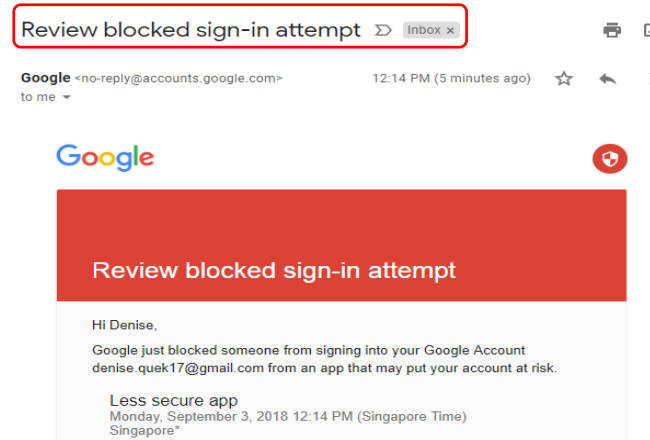 Review blocked sign-in attempt Inbox x
Google <no-reply@accounts.google.com> 12:14 PM (5 minutes ago)
to me
Google
Review blocked sign-in attempt
Hi Denise,
Google just blocked someone from signing into your Google Account
denise.quek17@gmail.com from an app that may put your account at risk.
Less secure app
Monday, September 3, 2018 12:14 PM (Singapore Time)
Singapore*